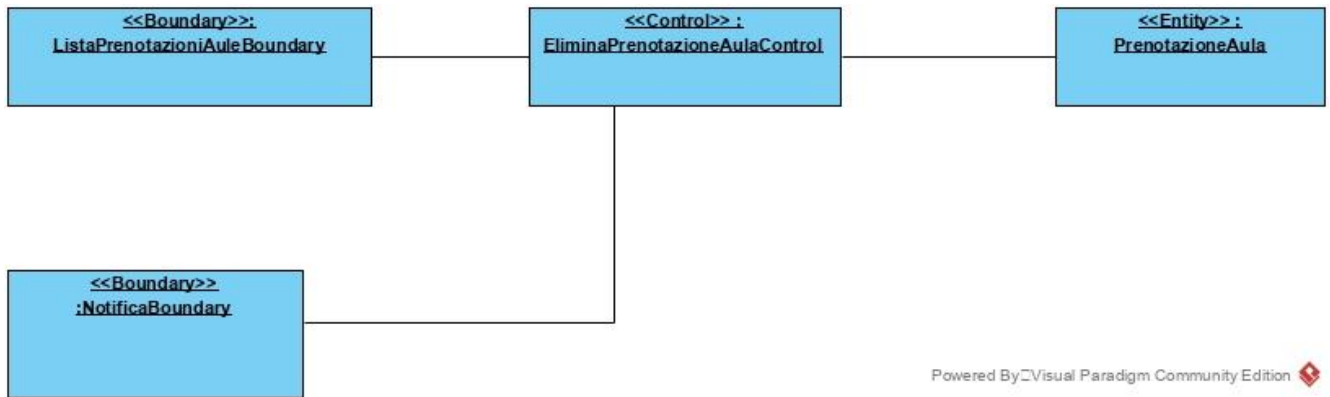 <<Boundary>>:
ListaPrenotazioniAuleBoundary
<<Control>> :
EliminaPrenotazioneAulaControl
<<Entity>> :
PrenotazioneAula
<<Boundary>>
:NotificaBoundary
Powered By□Visual Paradigm Community Edition